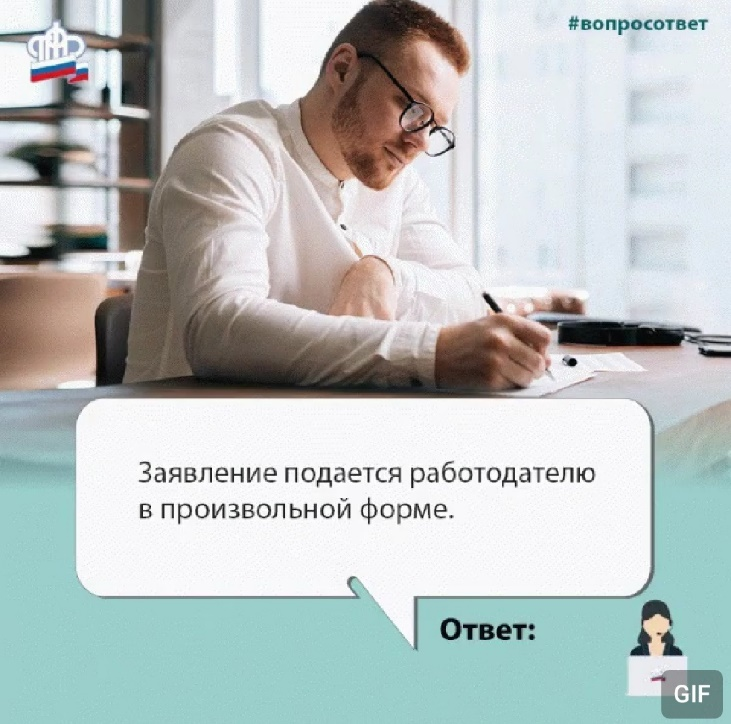 #вопросответ
Заявление подается работодателю
в произвольной форме.
Ответ:
GIF